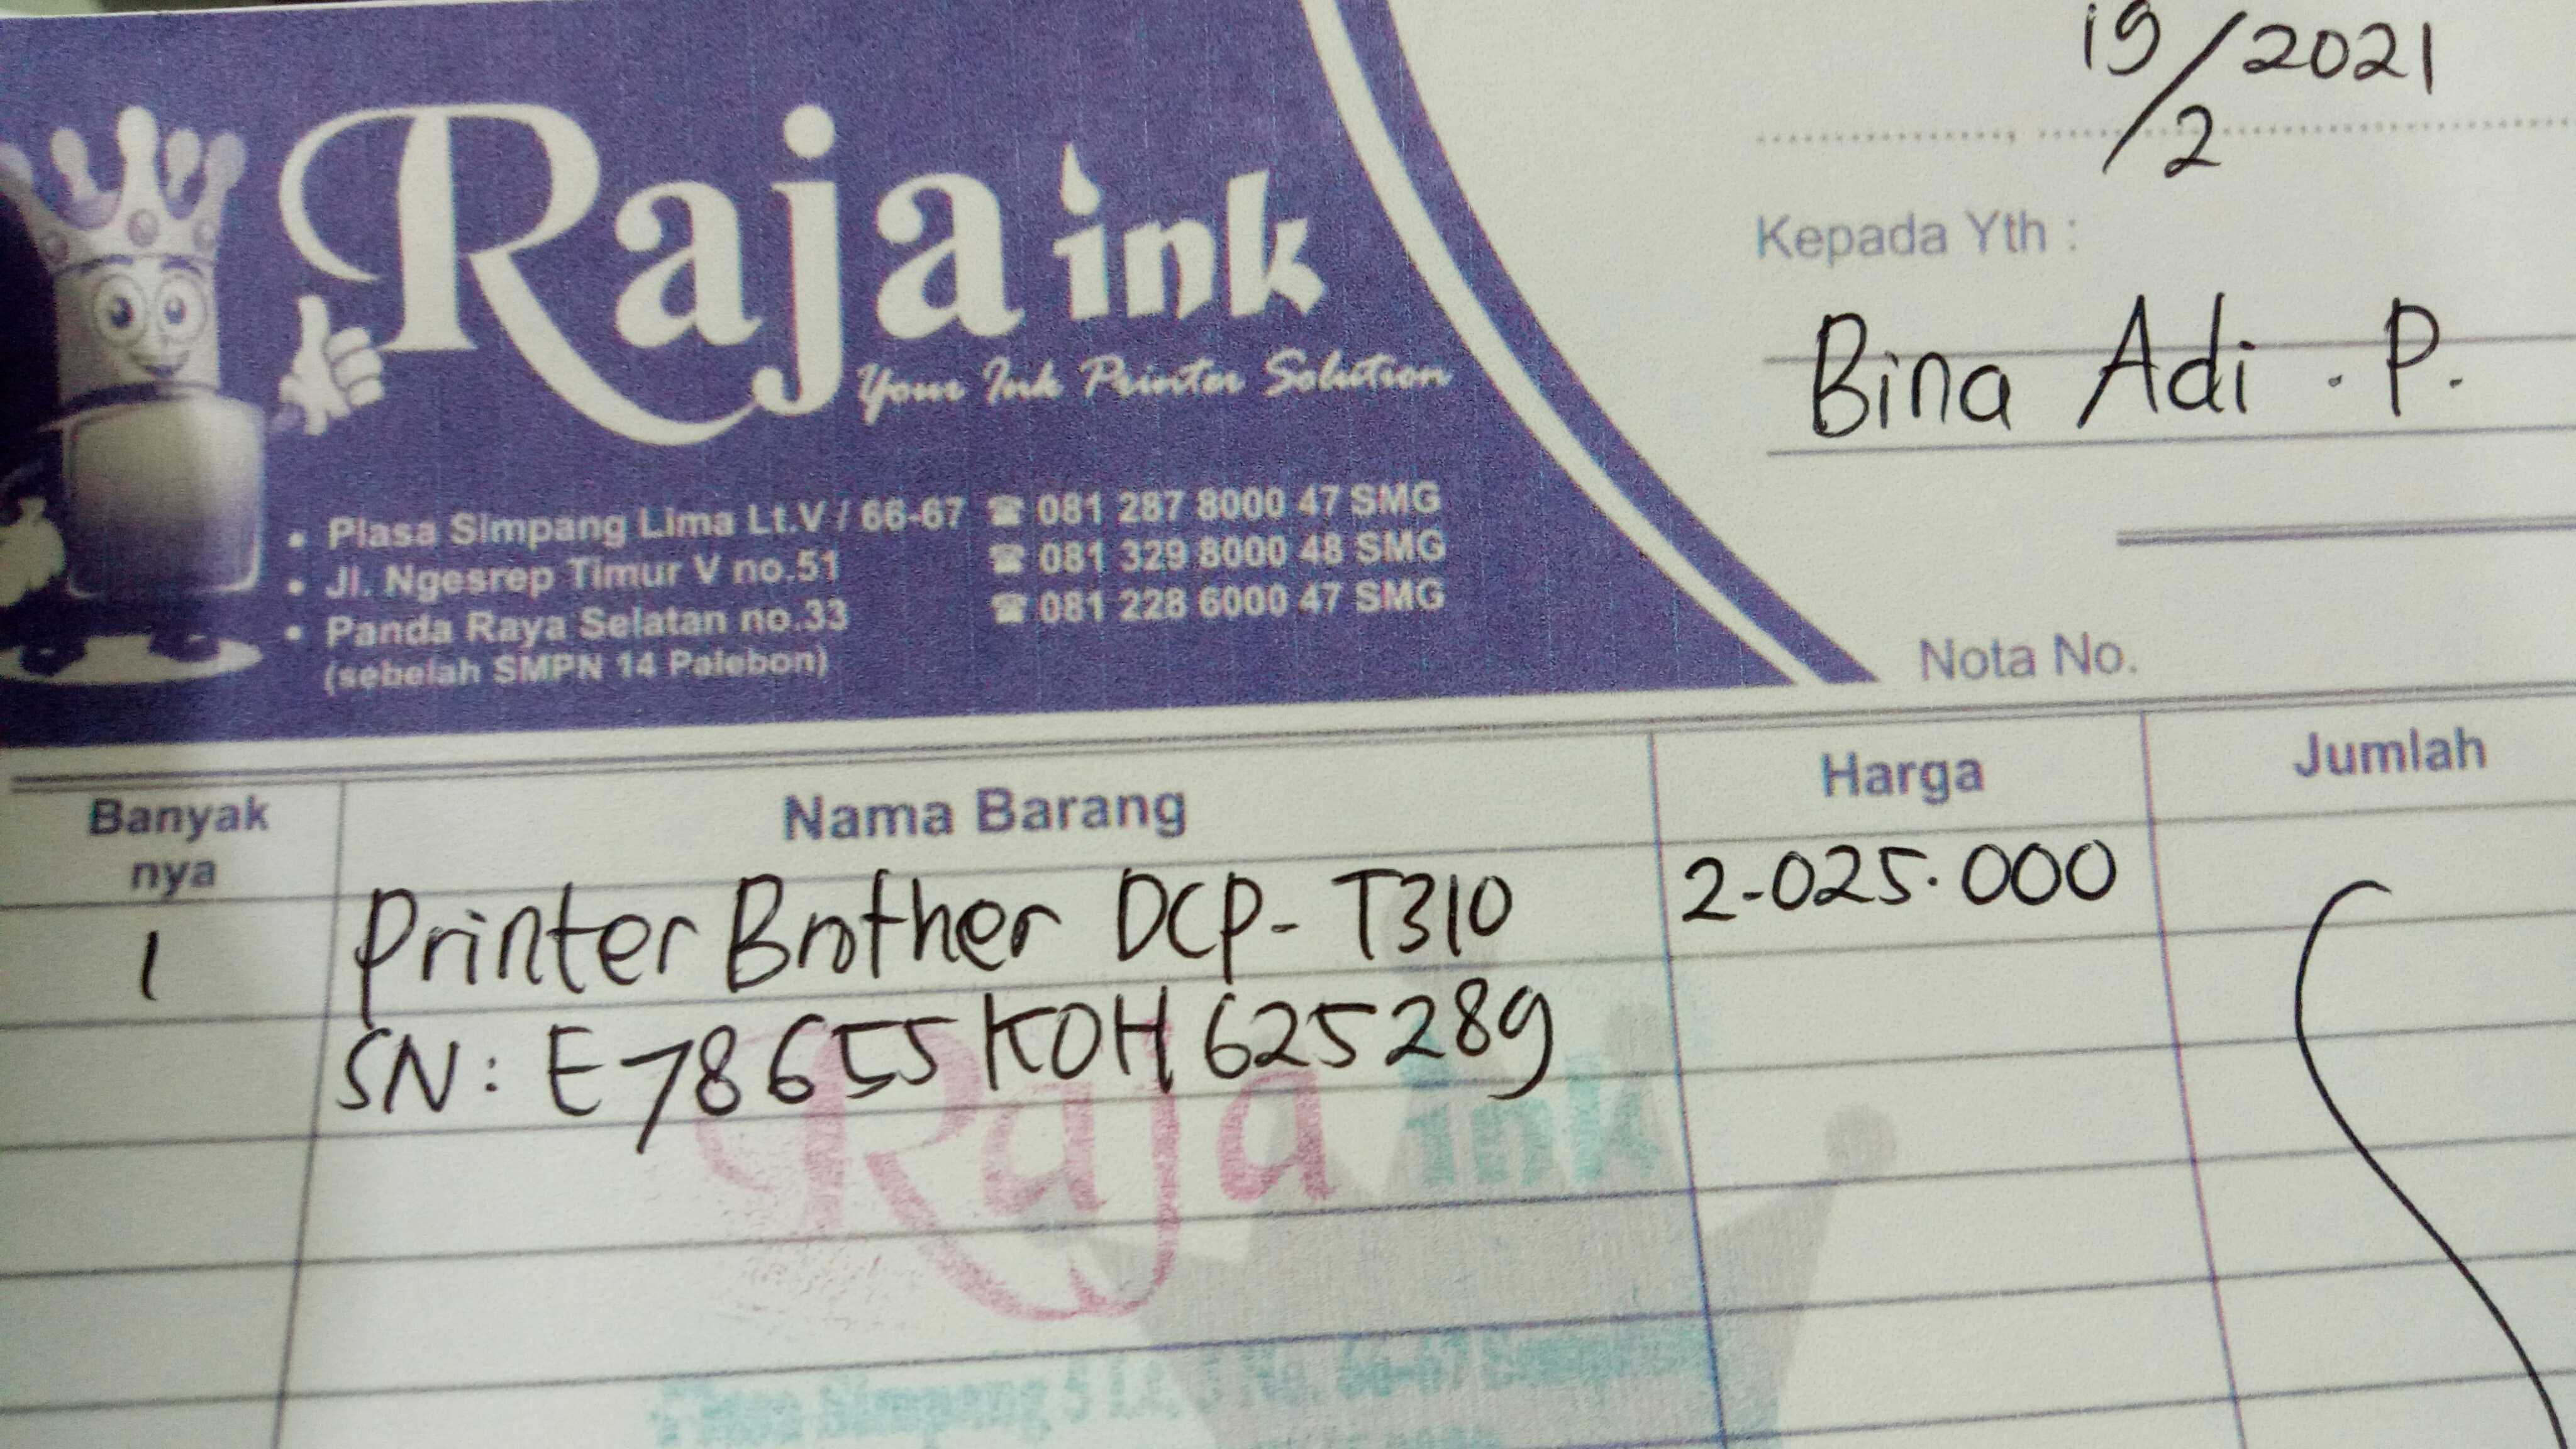 19/2 2021
Raja ink
Your Ink Printer Solution
Kepada Yth :
Bina Adi . P.
• Plasa Simpang Lima Lt.V / 66-67 ☎ 081 287 8000 47 SMG
• Jl. Ngesrep Timur V no.51 ☎ 081 329 8000 48 SMG
• Panda Raya Selatan no.33 ☎ 081 228 6000 47 SMG
(sebelah SMPN 14 Palebon)
Nota No.
Banyak nya Nama Barang Harga Jumlah
1 Printer Brother DCP-T310 2.025.000
SN: E78655K0H625289
Raja ink